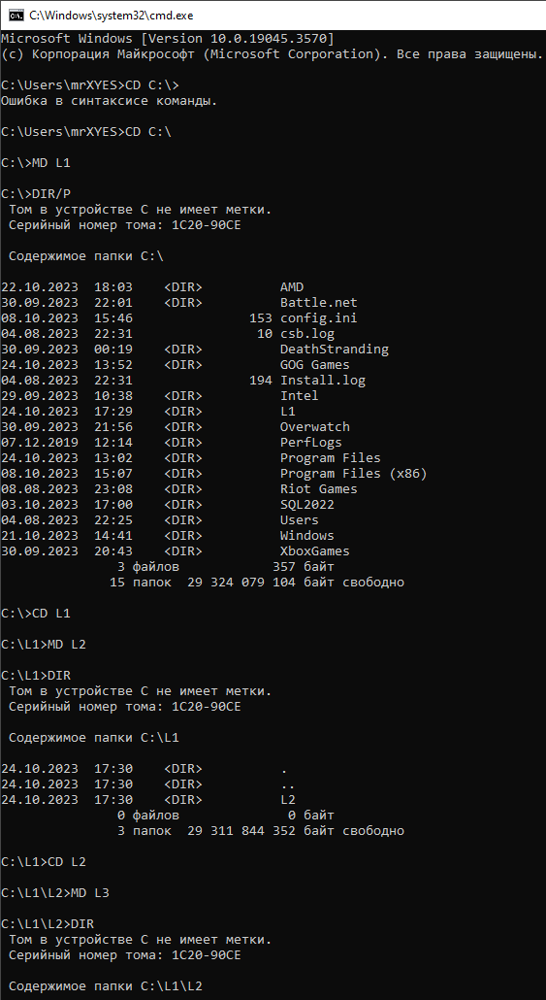 C:\Windows\system32\cmd.exe
Microsoft Windows [Version 10.0.19045.3570]
(c) Корпорация Майкрософт (Microsoft Corporation). Все права защищены.
C:\Users\mrXYES>CD C:\>
Ошибка в синтаксисе команды.
C:\Users\mrXYES>CD C:\
C:\>MD L1
C:\>DIR/P
Том в устройстве C не имеет метки.
Серийный номер тома: 1C20-90CE
Содержимое папки C:\
22.10.2023  18:03    <DIR>          AMD
30.09.2023  22:01    <DIR>          Battle.net
08.10.2023  15:46               153 config.ini
04.08.2023  22:31                10 csb.log
30.09.2023  00:19    <DIR>          DeathStranding
24.10.2023  13:52    <DIR>          GOG Games
04.08.2023  22:31               194 Install.log
29.09.2023  10:38    <DIR>          Intel
24.10.2023  17:29    <DIR>          L1
30.09.2023  21:56    <DIR>          Overwatch
07.12.2019  12:14    <DIR>          PerfLogs
24.10.2023  13:02    <DIR>          Program Files
08.10.2023  15:07    <DIR>          Program Files (x86)
08.08.2023  23:08    <DIR>          Riot Games
03.10.2023  17:00    <DIR>          SQL2022
04.08.2023  22:25    <DIR>          Users
21.10.2023  14:41    <DIR>          Windows
30.09.2023  20:43    <DIR>          XboxGames
3 файлов            357 байт
15 папок  29 324 079 104 байт свободно
C:\>CD L1
C:\L1>MD L2
C:\L1>DIR
Том в устройстве C не имеет метки.
Серийный номер тома: 1C20-90CE
Содержимое папки C:\L1
24.10.2023  17:30    <DIR>          .
24.10.2023  17:30    <DIR>          ..
24.10.2023  17:30    <DIR>          L2
0 файлов              0 байт
3 папок  29 311 844 352 байт свободно
C:\L1>CD L2
C:\L1\L2>MD L3
C:\L1\L2>DIR
Том в устройстве C не имеет метки.
Серийный номер тома: 1C20-90CE
Содержимое папки C:\L1\L2